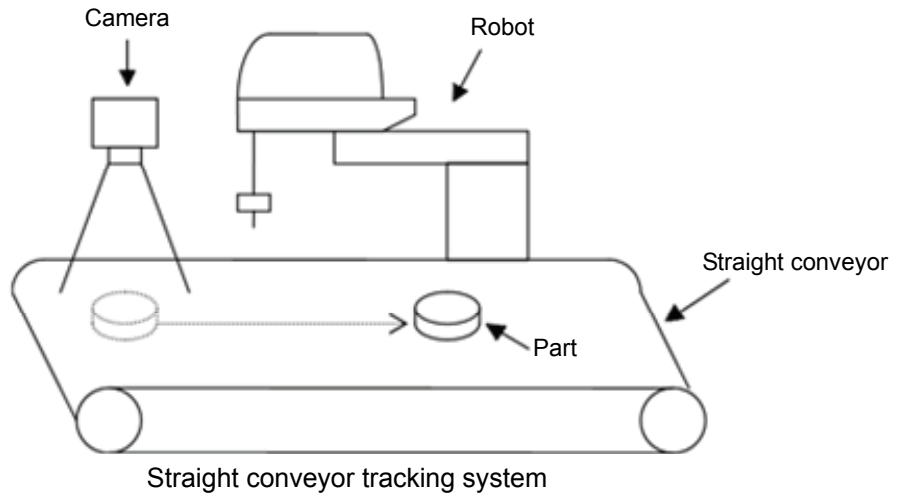 Camera
Robot
Straight conveyor
Part
Straight conveyor tracking system